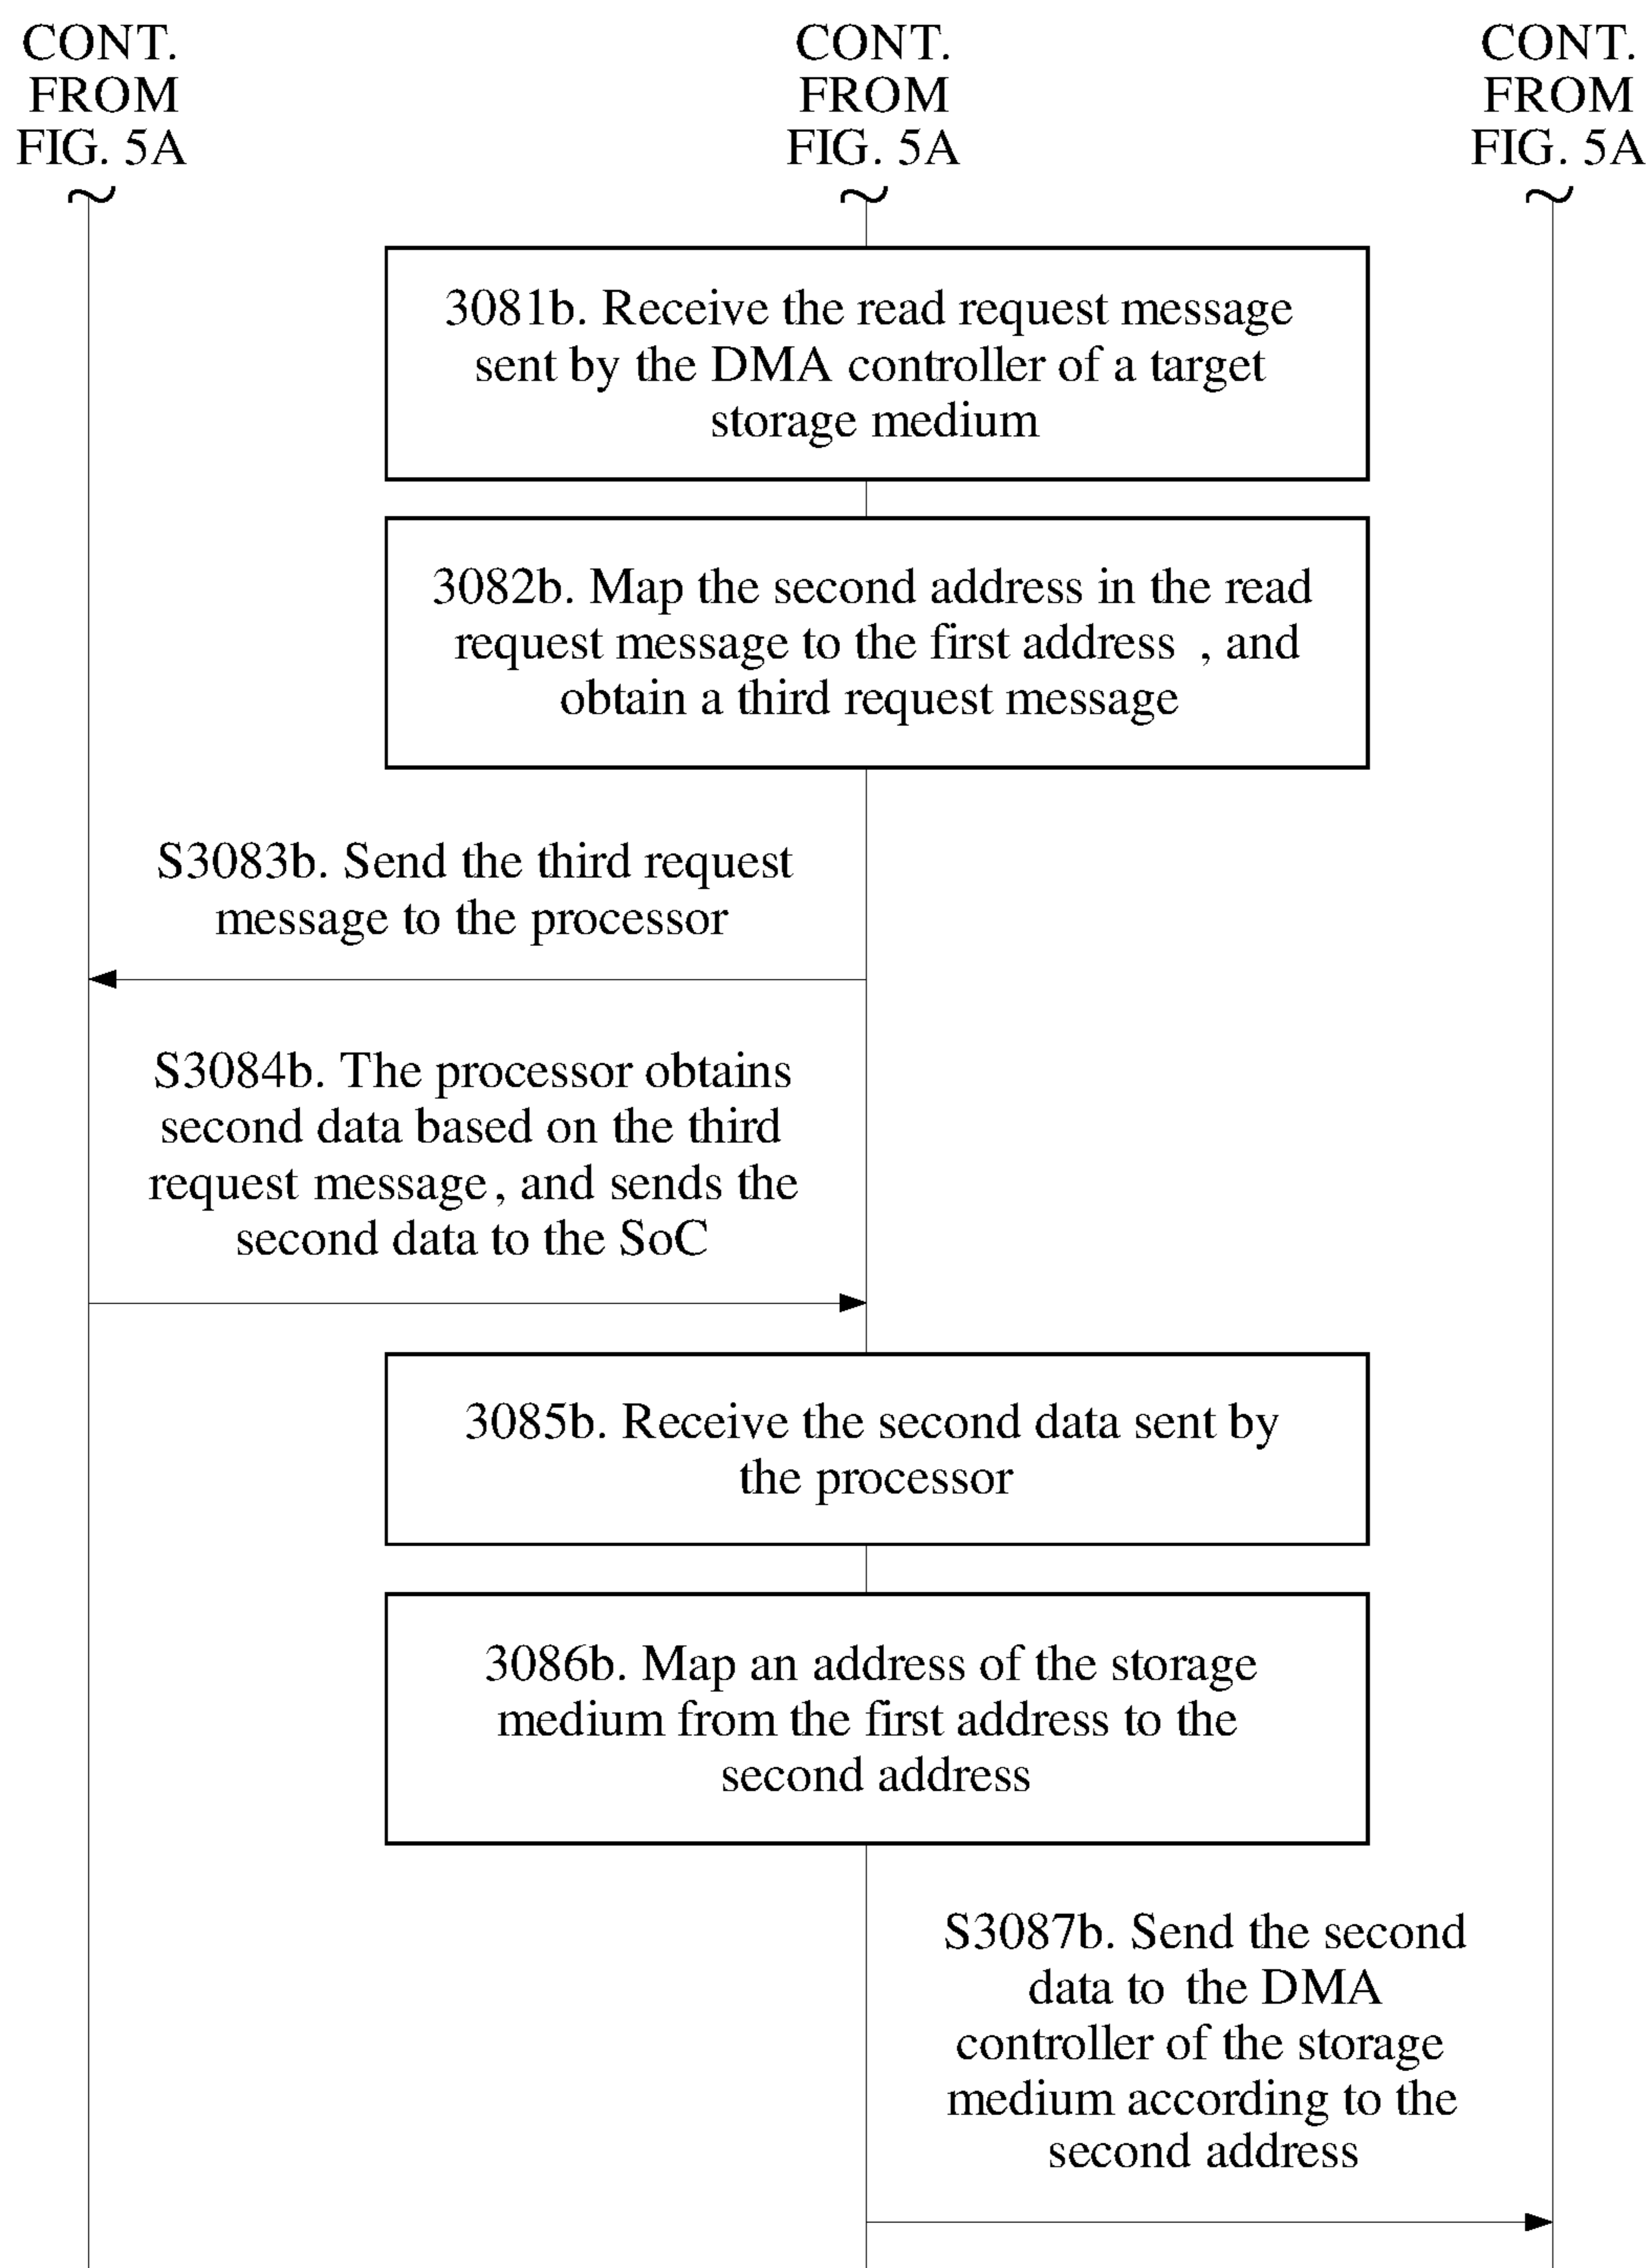 CONT.
FROM
FIG. 5A
CONT.
FROM
FIG. 5A
CONT.
FROM
FIG. 5A
3081b. Receive the read request message
sent by the DMA controller of a target
storage medium
3082b. Map the second address in the read
request message to the first address , and
obtain a third request message
S3083b. Send the third request
message to the processor
S3084b. The processor obtains
second data based on the third
request message, and sends the
second data to the SoC
3085b. Receive the second data sent by
the processor
3086b. Map an address of the storage
medium from the first address to the
second address
S3087b. Send the second
data to the DMA
controller of the storage
medium according to the
second address